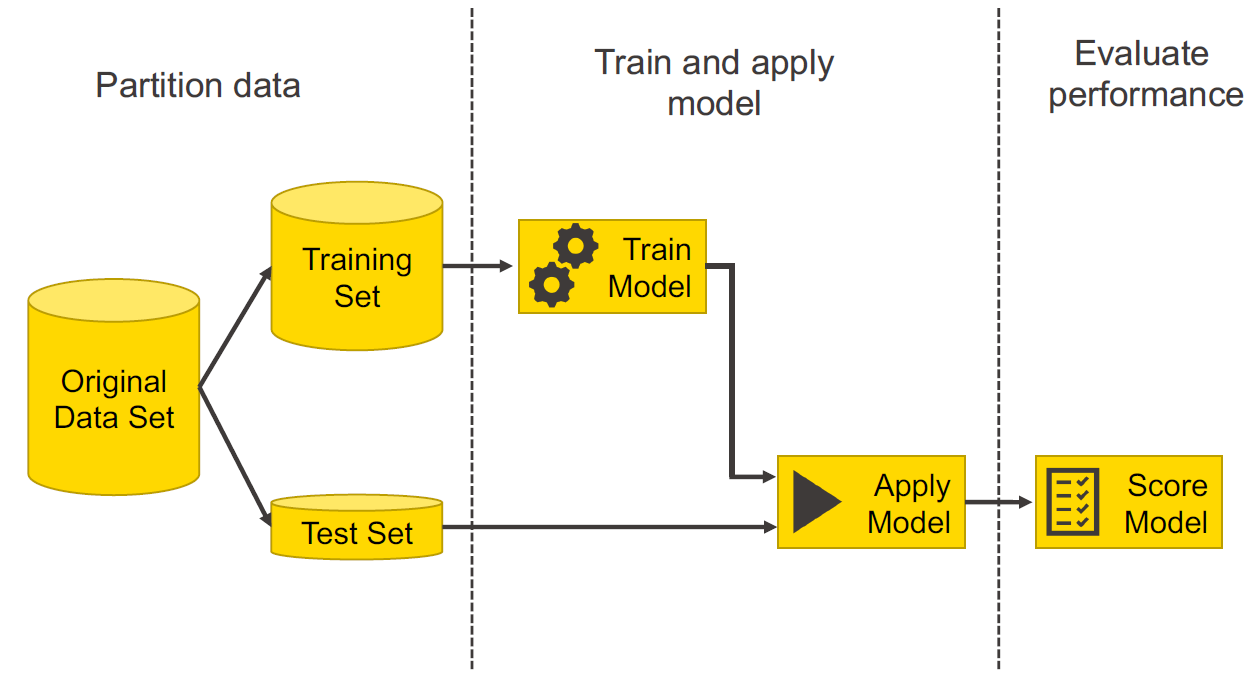 Partition data
Train and apply
model
Evaluate
performance
Original
Data Set
Training
Set
Test Set
Train
Model
Apply
Model
Score
Model